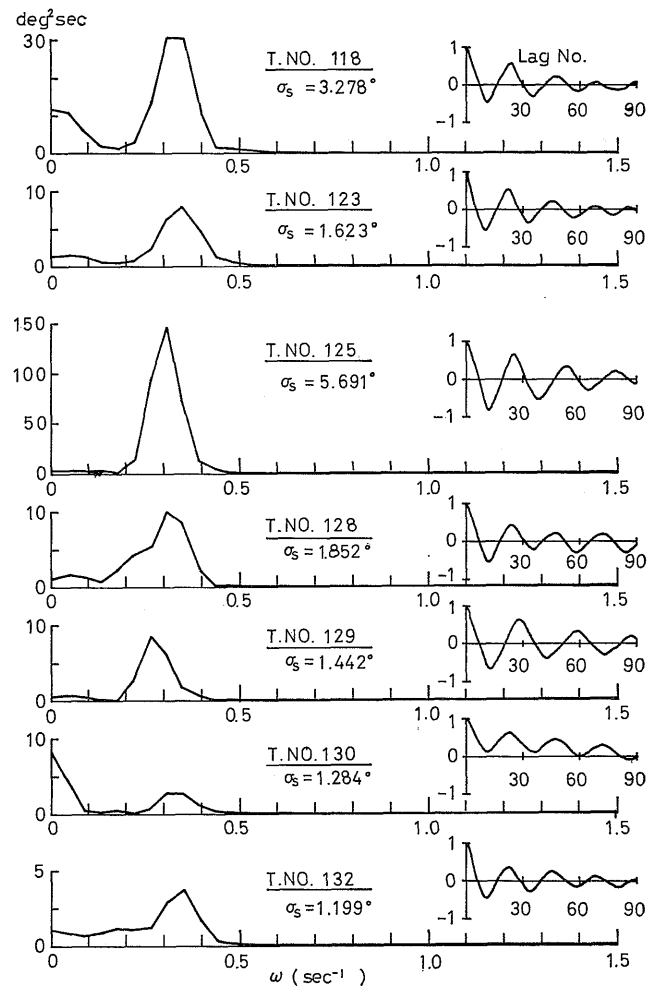 deg²sec
30
T.NO. 118
σs = 3.278°
0
0 0.5 1.0 1.5
1 Lag No.
0
-1 30 60 90
10
T.NO. 123
σs = 1.623°
0
0 0.5 1.0 1.5
1
0
-1 30 60 90
150
100
50
0
T.NO. 125
σs = 5.691°
0 0.5 1.0 1.5
1
0
-1 30 60 90
10
T.NO. 128
σs = 1.852°
0
0 0.5 1.0 1.5
1
0
-1 30 60 90
10
T.NO. 129
σs = 1.442°
0
0 0.5 1.0 1.5
1
0
-1 30 60 90
10
T.NO.130
σs = 1.284°
0
0 0.5 1.0 1.5
1
0
-1 30 60 90
5
T.NO. 132
σs =1.199°
0
0 0.5 1.0 1.5
1
0
-1 30 60 90
ω (sec⁻¹)